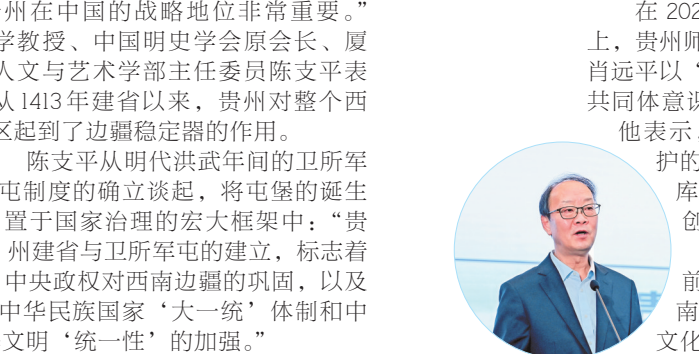 州在中国的战略地位非常重要。”
学教授、中国明史学会原会长、厦
人文与艺术学部主任委员陈支平表
从1413年建省以来，贵州对整个西
区起到了边疆稳定器的作用。
陈支平从明代洪武年间的卫所军
屯制度的确立谈起，将屯堡的诞生
置于国家治理的宏大框架中：“贵
州建省与卫所军屯的建立，标志着
中央政权对西南边疆的巩固，以及
中华民族国家‘大一统’体制和中
文明‘统一性’的加强。”
在 202
上，贵州师
肖远平以“
共同体意识
他表示，
护的
库
创
前
南
文化